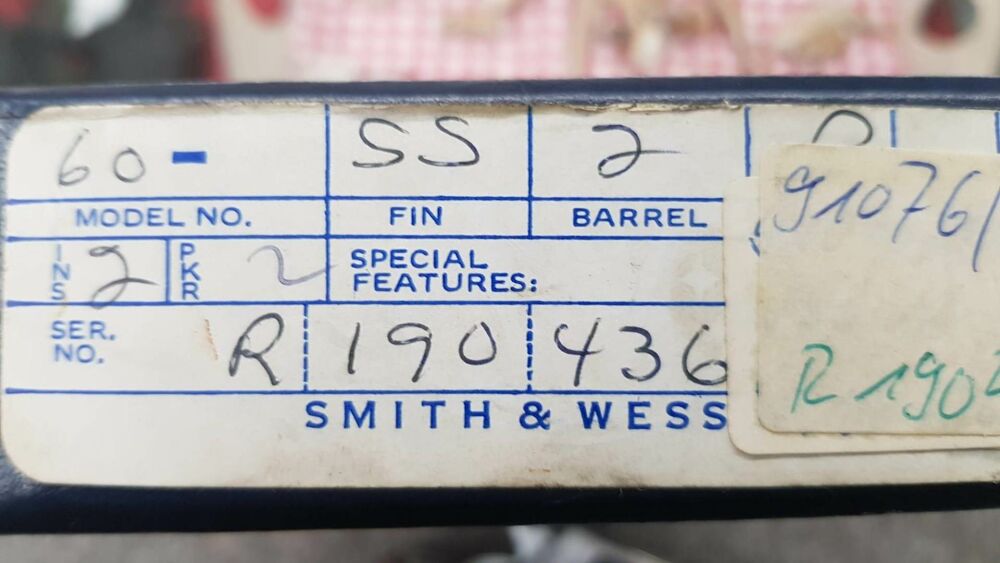 60- SS 2
MODEL NO. FIN BARREL
INS 2 PKR 2 SPECIAL FEATURES:
SER. NO. R 190 436
SMITH & WESS
91076/
R190